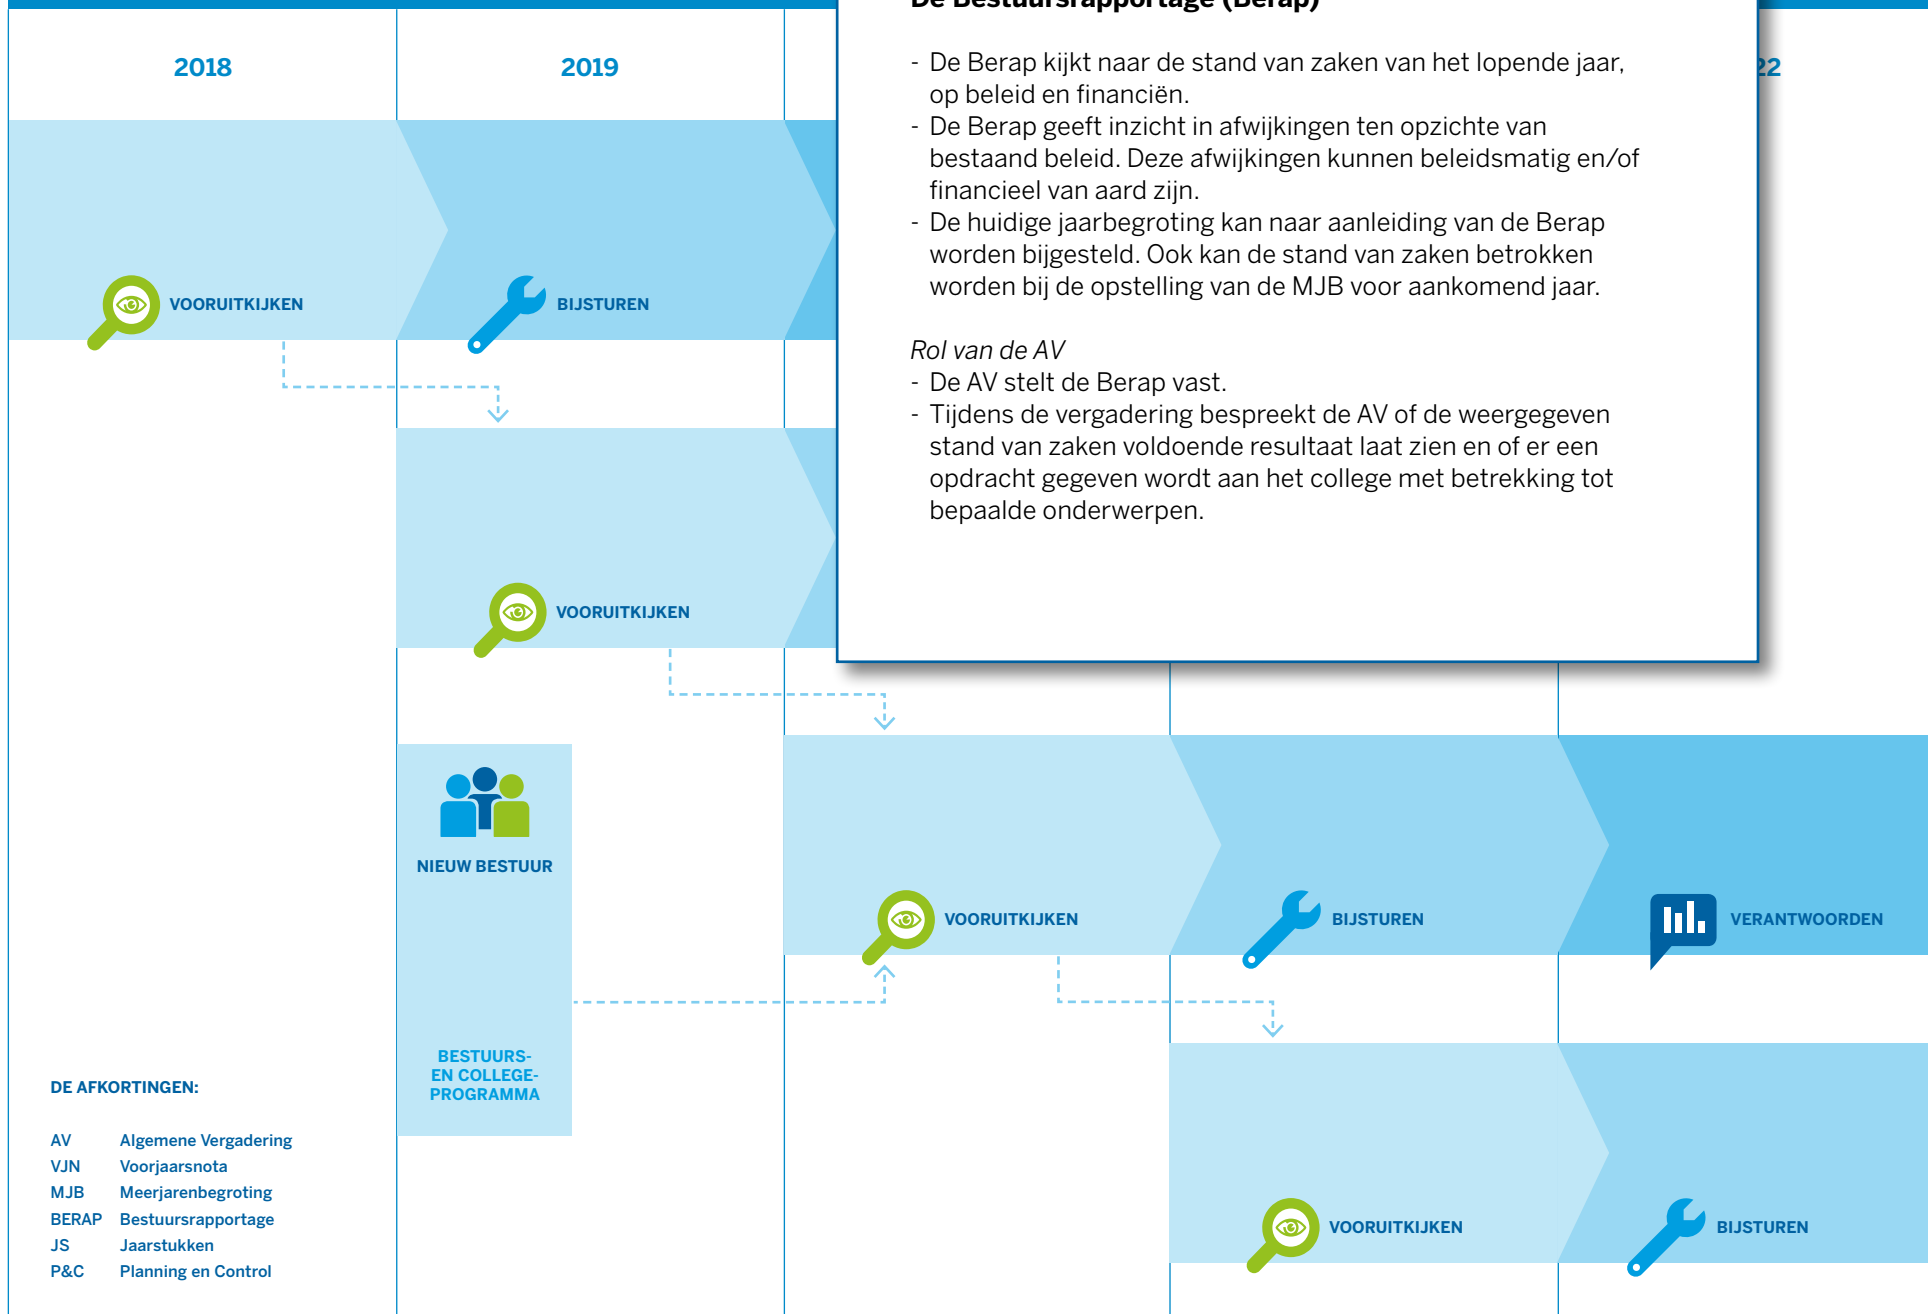 De Bestuursrapportage (Berap)
2018
2019
22
- De Berap kijkt naar de stand van zaken van het lopende jaar,
op beleid en financiën.
- De Berap geeft inzicht in afwijkingen ten opzichte van
bestaand beleid. Deze afwijkingen kunnen beleidsmatig en/of
financieel van aard zijn.
- De huidige jaarbegroting kan naar aanleiding van de Berap
worden bijgesteld. Ook kan de stand van zaken betrokken
worden bij de opstelling van de MJB voor aankomend jaar.
Rol van de AV
- De AV stelt de Berap vast.
- Tijdens de vergadering bespreekt de AV of de weergegeven
stand van zaken voldoende resultaat laat zien en of er een
opdracht gegeven wordt aan het college met betrekking tot
bepaalde onderwerpen.
VOORUITKIJKEN
BIJSTUREN
VOORUITKIJKEN
NIEUW BESTUUR
VOORUITKIJKEN
BIJSTUREN
VERANTWOORDEN
BESTUURS-
EN COLLEGE-
PROGRAMMA
VOORUITKIJKEN
BIJSTUREN
DE AFKORTINGEN:
AV Algemene Vergadering
VJN Voorjaarsnota
MJB Meerjarenbegroting
BERAP Bestuursrapportage
JS Jaarstukken
P&C Planning en Control